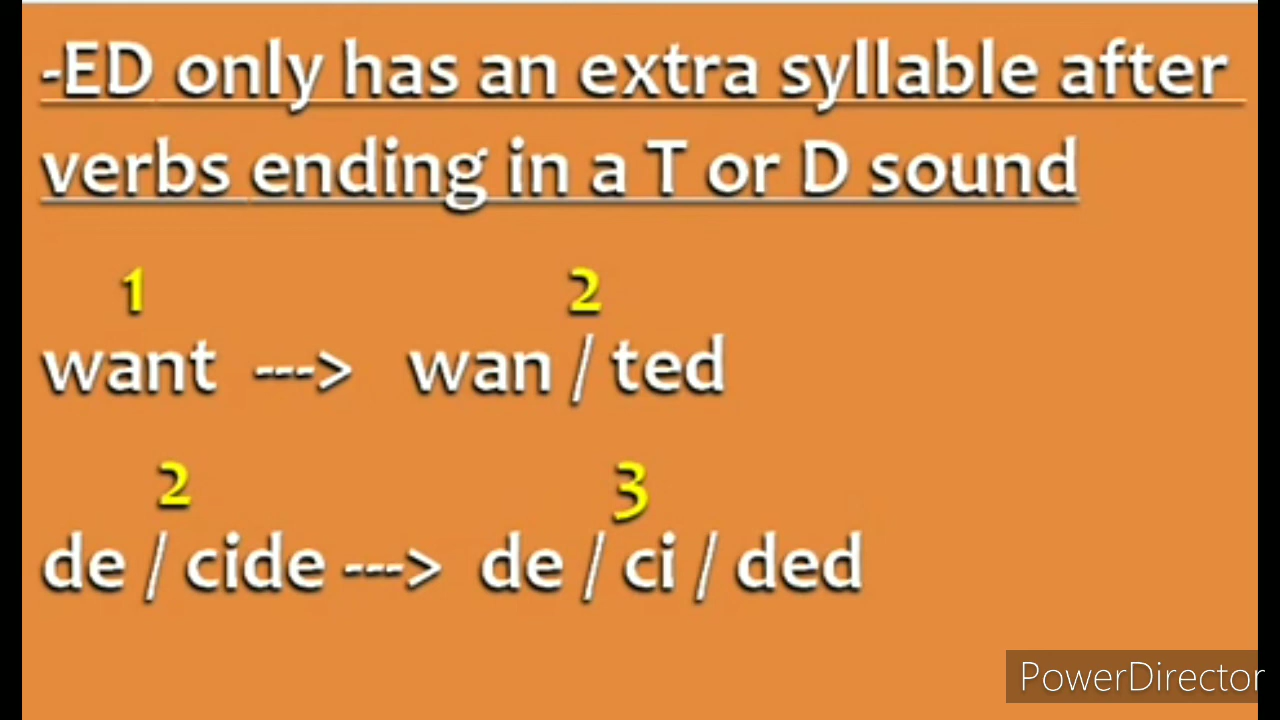 -ED only has an extra syllable after
verbs ending in a T or D sound
1 2
want ---> wan / ted
2 3
de / cide ---> de / ci / ded
PowerDirector